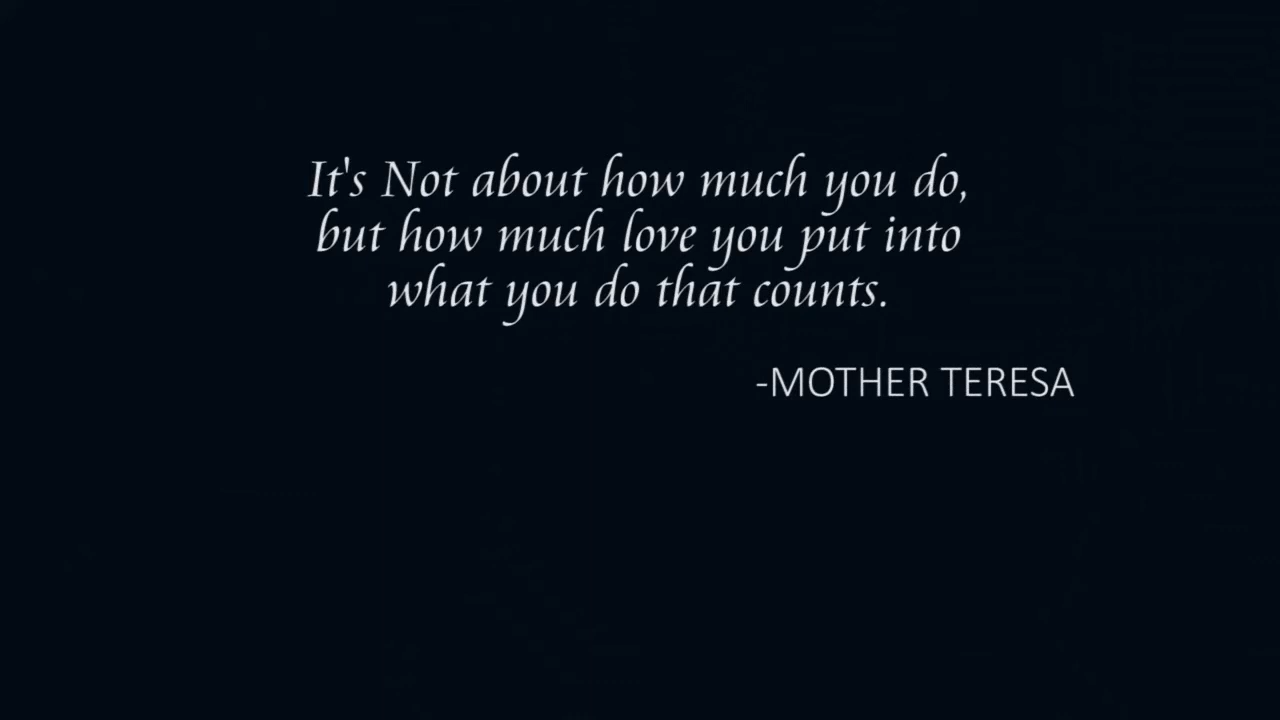 It's Not about how much you do,
but how much love you put into
what you do that counts.
-MOTHER TERESA